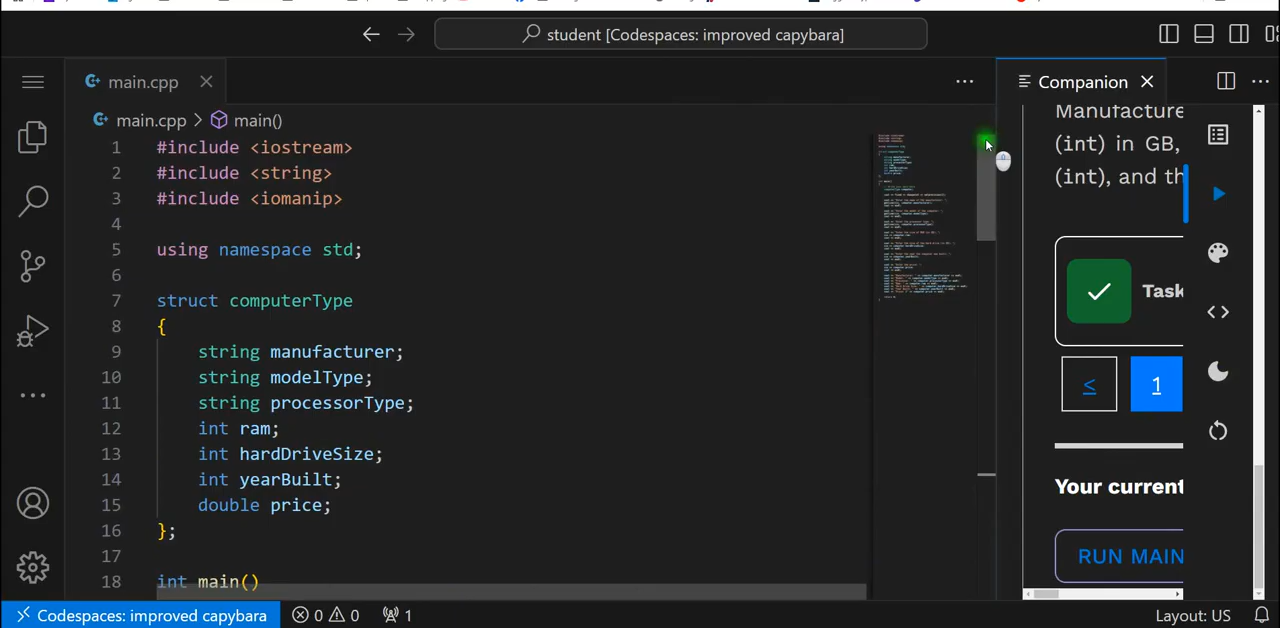 student [Codespaces: improved capybara]
main.cpp
Companion
main.cpp > main()
1 #include <iostream>
2 #include <string>
3 #include <iomanip>
4
5 using namespace std;
6
7 struct computerType
8 {
9 string manufacturer;
10 string modelType;
11 string processorType;
12 int ram;
13 int hardDriveSize;
14 int yearBuilt;
15 double price;
16 };
17
18 int main()
Manufacture
(int) in GB,
(int), and th
Task
≤ 1
Your current
RUN MAIN
Codespaces: improved capybara 0 0 1 Layout: US